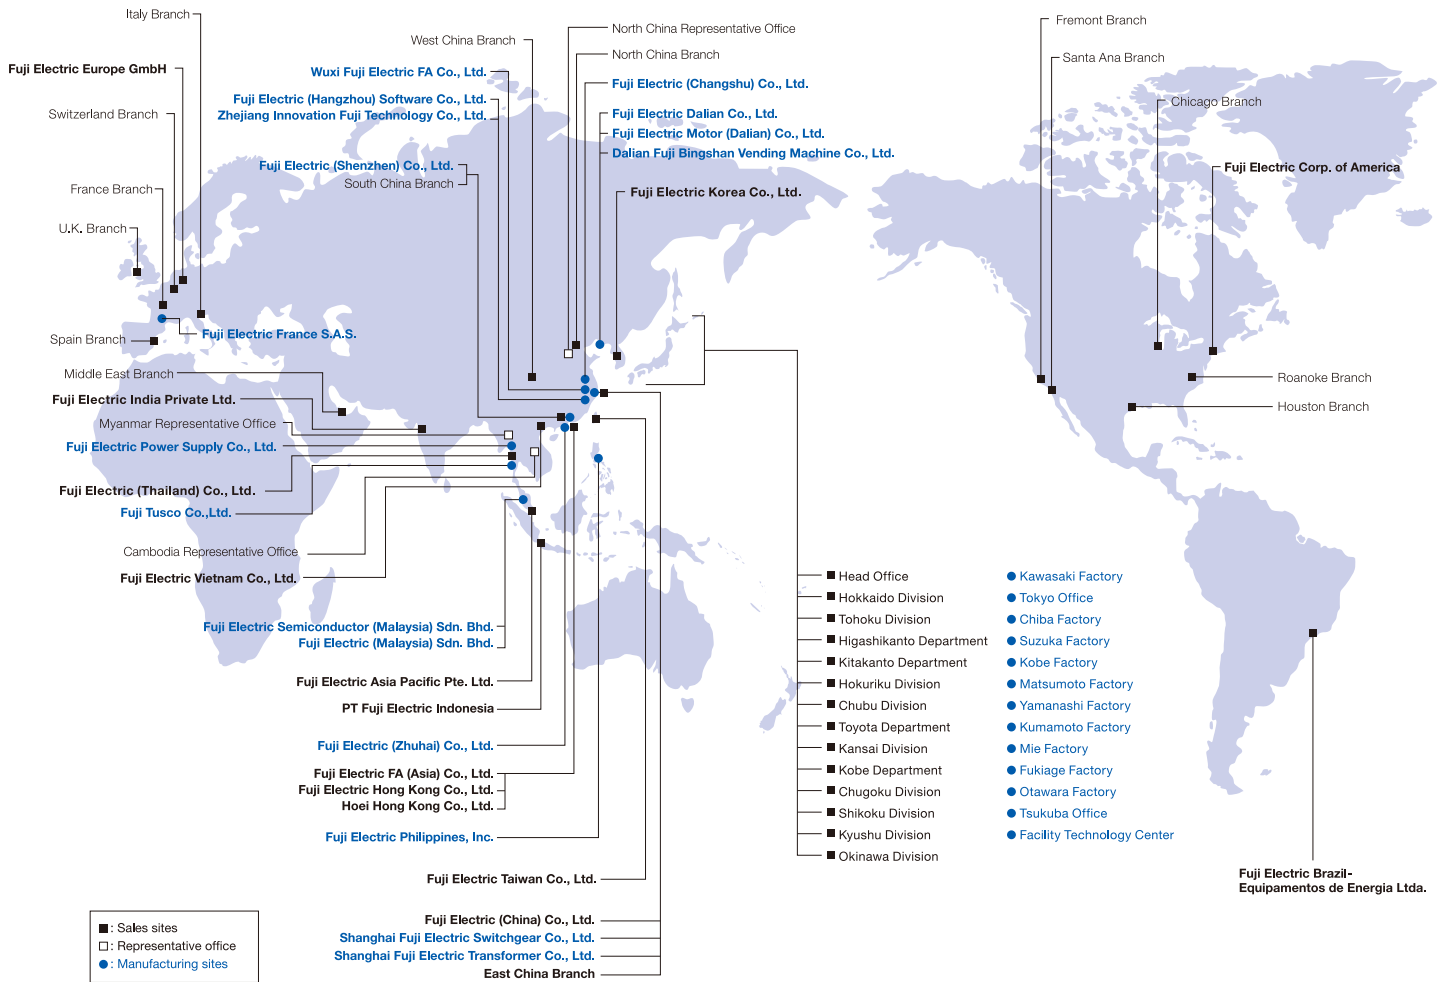 Italy Branch
Fuji Electric Europe GmbH
Switzerland Branch
France Branch
U.K. Branch
Fuji Electric France S.A.S.
Spain Branch
Middle East Branch
Fuji Electric India Private Ltd.
Myanmar Representative Office
Fuji Electric Power Supply Co., Ltd.
Fuji Electric (Thailand) Co., Ltd.
Fuji Tusco Co.,Ltd.
Cambodia Representative Office
Fuji Electric Vietnam Co., Ltd.
West China Branch
Wuxi Fuji Electric FA Co., Ltd.
Fuji Electric (Hangzhou) Software Co., Ltd.
Zhejiang Innovation Fuji Technology Co., Ltd.
Fuji Electric (Shenzhen) Co., Ltd.
South China Branch
North China Representative Office
North China Branch
Fuji Electric (Changshu) Co., Ltd.
Fuji Electric Dalian Co., Ltd.
Fuji Electric Motor (Dalian) Co., Ltd.
Dalian Fuji Bingshan Vending Machine Co., Ltd.
Fuji Electric Korea Co., Ltd.
Fuji Electric Semiconductor (Malaysia) Sdn. Bhd.
Fuji Electric (Malaysia) Sdn. Bhd.
Fuji Electric Asia Pacific Pte. Ltd.
PT Fuji Electric Indonesia
Fuji Electric (Zhuhai) Co., Ltd.
Fuji Electric FA (Asia) Co., Ltd.
Fuji Electric Hong Kong Co., Ltd.
Hoei Hong Kong Co., Ltd.
Fuji Electric Philippines, Inc.
Fuji Electric Taiwan Co., Ltd.
Fuji Electric (China) Co., Ltd.
Shanghai Fuji Electric Switchgear Co., Ltd.
Shanghai Fuji Electric Transformer Co., Ltd.
East China Branch
Head Office
Hokkaido Division
Tohoku Division
Higashikanto Department
Kitakanto Department
Hokuriku Division
Chubu Division
Toyota Department
Kansai Division
Kobe Department
Chugoku Division
Shikoku Division
Kyushu Division
Okinawa Division
Kawasaki Factory
Tokyo Office
Chiba Factory
Suzuka Factory
Kobe Factory
Matsumoto Factory
Yamanashi Factory
Kumamoto Factory
Mie Factory
Fukiage Factory
Otawara Factory
Tsukuba Office
Facility Technology Center
Fremont Branch
Santa Ana Branch
Chicago Branch
Fuji Electric Corp. of America
Roanoke Branch
Houston Branch
Fuji Electric Brazil-
Equipamentos de Energia Ltda.
■: Sales sites
□: Representative office
●: Manufacturing sites